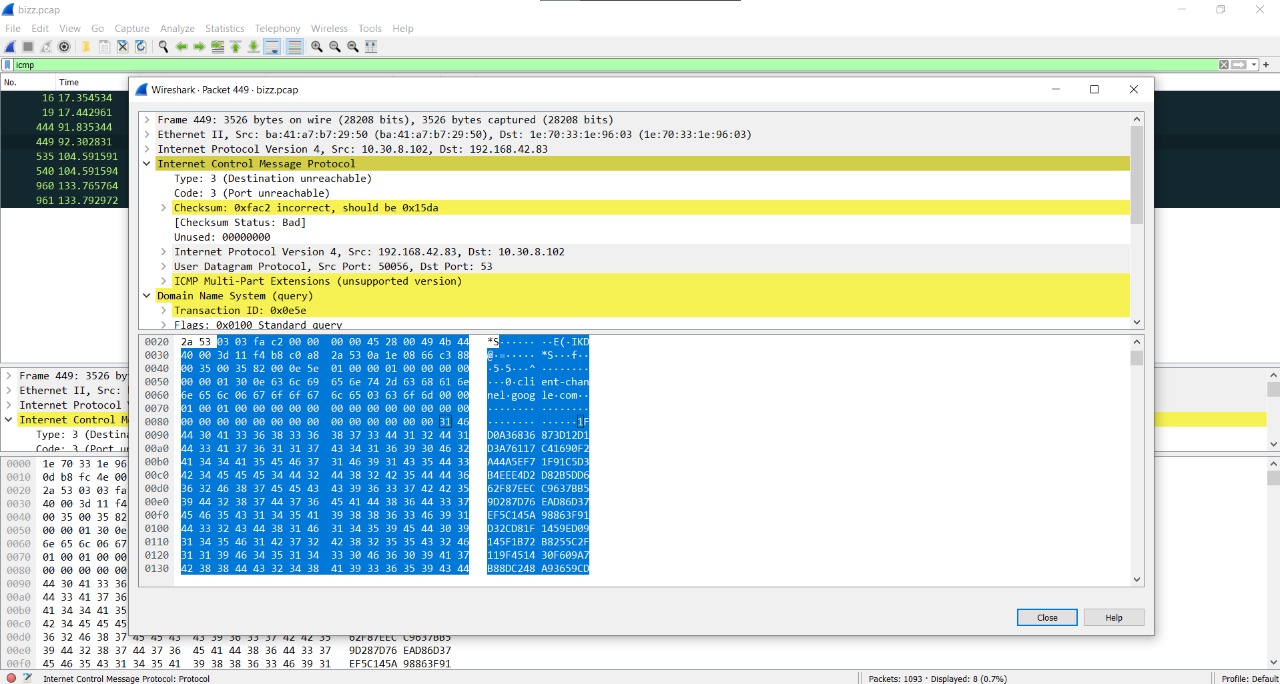 bizz.pcap
File Edit View Go Capture Analyze Statistics Telephony Wireless Tools Help
icmp
No. Time
16 17.354534
19 17.442961
444 91.835344
449 92.302831
535 104.591591
540 104.591594
960 133.765764
961 133.792972
Wireshark · Packet 449 · bizz.pcap
Frame 449: 3526 bytes on wire (28208 bits), 3526 bytes captured (28208 bits)
Ethernet II, Src: ba:41:a7:b7:29:50 (ba:41:a7:b7:29:50), Dst: 1e:70:33:1e:96:03 (1e:70:33:1e:96:03)
Internet Protocol Version 4, Src: 10.30.8.102, Dst: 192.168.42.83
Internet Control Message Protocol
Type: 3 (Destination unreachable)
Code: 3 (Port unreachable)
Checksum: 0xfac2 incorrect, should be 0x15da
[Checksum Status: Bad]
Unused: 00000000
Internet Protocol Version 4, Src: 192.168.42.83, Dst: 10.30.8.102
User Datagram Protocol, Src Port: 50056, Dst Port: 53
ICMP Multi-Part Extensions (unsupported version)
Domain Name System (query)
Transaction ID: 0x0e5e
Flags: 0x0100 Standard query
0020 2a 53 03 03 fa c2 00 00 00 00 45 28 00 49 4b 44 *S······ ··E(·IKD
0030 40 00 3d 11 f4 b8 c0 a8 2a 53 0a 1e 08 66 c3 88 @·=····· *S···f··
0040 00 35 00 35 82 00 0e 5e 01 00 00 01 00 00 00 00 ·5·5···^ ········
0050 00 00 01 30 0e 63 6c 69 65 6e 74 2d 63 68 61 6e ···0·cli ent-chan
0060 6e 65 6c 06 67 6f 6f 67 6c 65 03 63 6f 6d 00 00 nel·goog le·com··
0070 01 00 01 00 00 00 00 00 00 00 00 00 00 00 00 00 ········ ········
0080 00 00 00 00 00 00 00 00 00 00 00 00 00 00 31 46 ········ ······1F
0090 44 30 41 33 36 38 33 36 38 37 33 44 31 32 44 31 D0A36836 873D12D1
00a0 44 33 41 37 36 31 31 37 43 34 31 36 39 30 46 32 D3A76117 C41690F2
00b0 41 34 34 41 35 45 46 37 31 46 39 31 43 35 44 33 A44A5EF7 1F91C5D3
00c0 42 34 45 45 45 34 44 32 44 38 32 42 35 44 44 36 B4EEE4D2 D82B5DD6
00d0 36 32 46 38 37 45 45 43 43 39 36 33 37 42 42 35 62F87EEC C9637BB5
00e0 39 44 32 38 37 44 37 36 45 41 44 38 36 44 33 37 9D287D76 EAD86D37
00f0 45 46 35 43 31 34 35 41 39 38 38 36 33 46 39 31 EF5C145A 98863F91
0100 44 33 32 43 44 38 31 46 31 34 35 39 45 44 30 39 D32CD81F 1459ED09
0110 31 34 35 46 31 42 37 32 42 38 32 35 35 43 32 46 145F1B72 B8255C2F
0120 31 31 39 46 34 35 31 34 33 30 46 36 30 39 41 37 119F4514 30F609A7
0130 42 38 38 44 43 32 34 38 41 39 33 36 35 39 43 44 B88DC248 A93659CD
Close Help
Frame 449: 3526 by
Ethernet II, Src:
Internet Protocol
Internet Control M
Type: 3 (Destin
Code: 3 (Port u
0000 1e 70 33 1e 96
0010 0d b8 fc 4e 00
0020 2a 53 03 03 fa
0030 40 00 3d 11 f4
0040 00 35 00 35 82
0050 00 00 01 30 0e
0060 6e 65 6c 06 67
0070 01 00 01 00 00
0080 00 00 00 00 00
0090 44 30 41 33 36
00a0 44 33 41 37 36
00b0 41 34 34 41 35
00c0 42 34 45 45 45
00d0 36 32 46 38 37 45 45 43 43 39 36 33 37 42 42 35 62F87EEC C9637BB5
00e0 39 44 32 38 37 44 37 36 45 41 44 38 36 44 33 37 9D287D76 EAD86D37
00f0 45 46 35 43 31 34 35 41 39 38 38 36 33 46 39 31 EF5C145A 98863F91
Internet Control Message Protocol: Protocol
Packets: 1093 · Displayed: 8 (0.7%)
Profile: Default